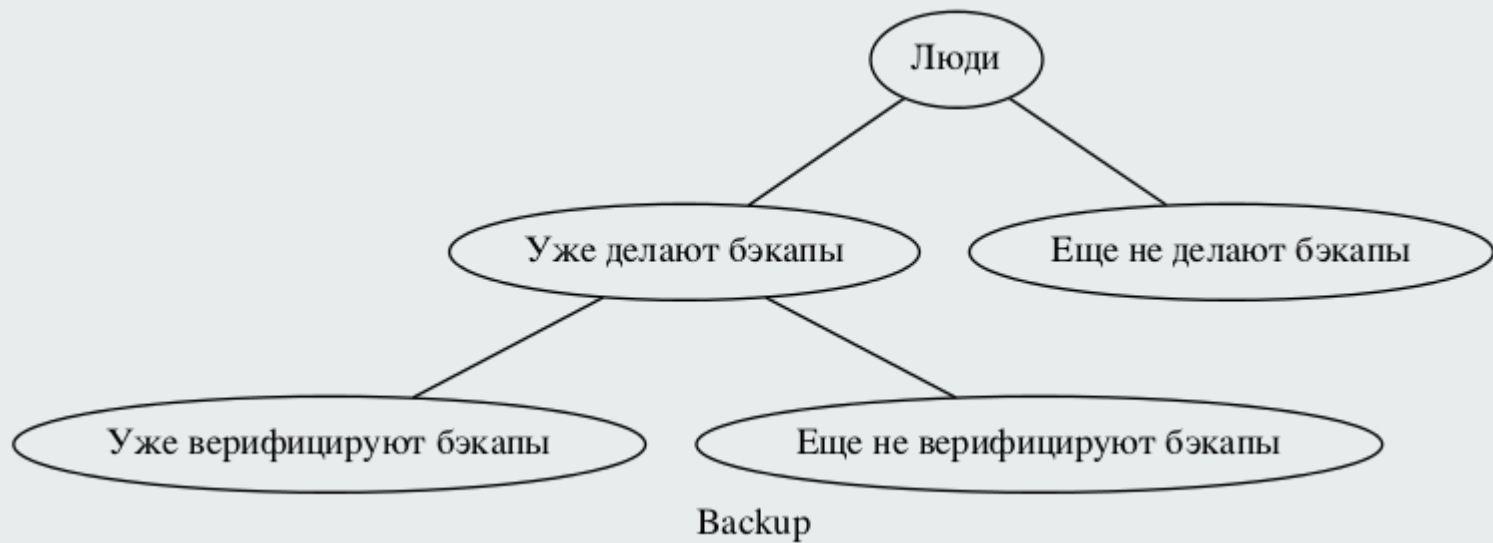 Люди
Уже делают бэкапы
Еще не делают бэкапы
Уже верифицируют бэкапы
Еще не верифицируют бэкапы
Backup